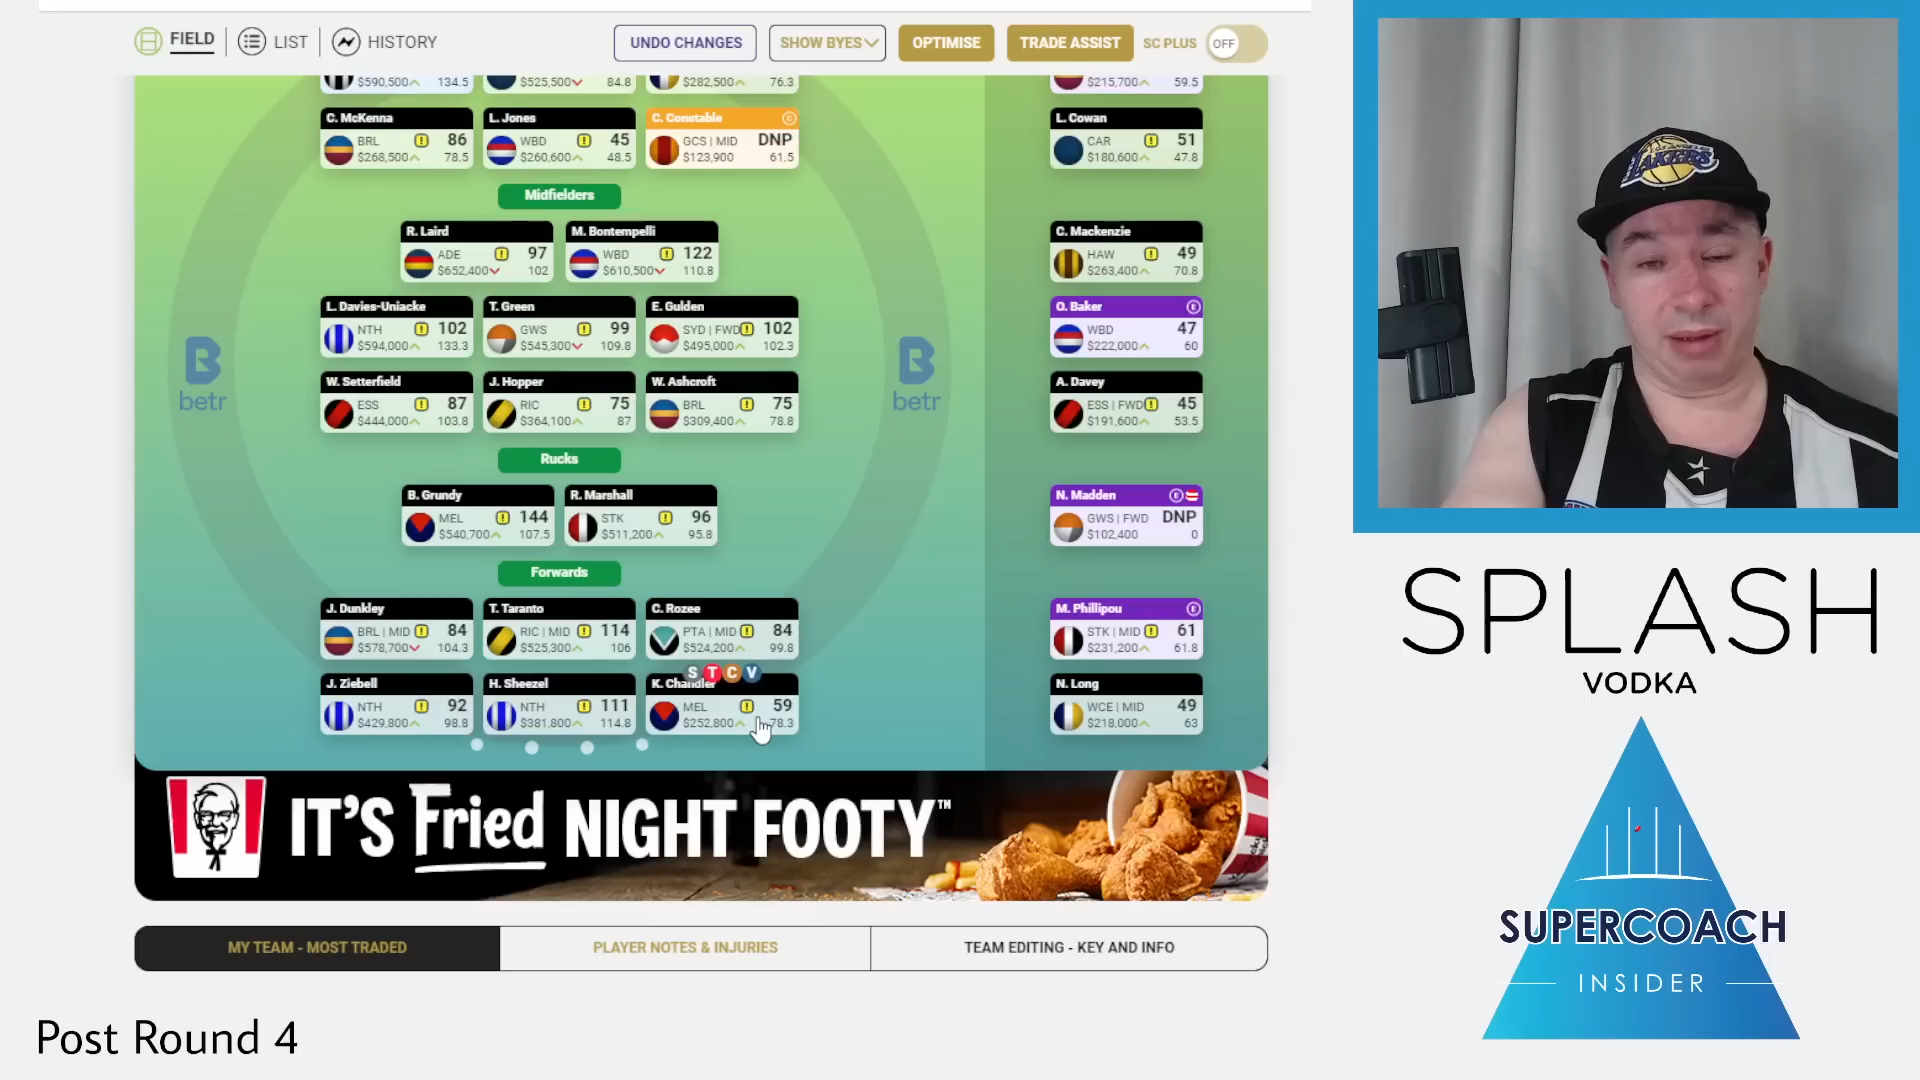 FIELD
LIST
HISTORY
UNDO CHANGES
SHOW BYES
OPTIMISE
TRADE ASSIST
SC PLUS
OFF
$590,500 134.5
$525,500 84.8
$282,500 76.3
$215,700 59.5
C. McKenna
BRL ! 86
$268,500 78.5
L. Jones
WBD ! 45
$260,600 48.5
C. Constable C
GCS | MID DNP
$123,900 61.5
L. Cowan
CAR ! 51
$180,600 47.8
Midfielders
R. Laird
ADE ! 97
$652,400 102
M. Bontempelli
WBD ! 122
$610,500 110.8
C. Mackenzie
HAW ! 49
$263,400 70.8
L. Davies-Uniacke
NTH ! 102
$594,000 133.3
T. Green
GWS ! 99
$545,300 109.8
E. Gulden
SYD | FWD ! 102
$495,000 102.3
O. Baker E
WBD 47
$222,000 60
betr
betr
W. Setterfield
ESS ! 87
$444,000 103.8
J. Hopper
RIC ! 75
$364,100 87
W. Ashcroft
BRL ! 75
$309,400 78.8
A. Davey
ESS | FWD ! 45
$191,600 53.5
Rucks
B. Grundy
MEL ! 144
$540,700 107.5
R. Marshall
STK ! 96
$511,200 95.8
N. Madden E
GWS | FWD DNP
$102,400 0
Forwards
J. Dunkley
BRL | MID ! 84
$578,700 104.3
T. Taranto
RIC | MID ! 114
$525,300 106
C. Rozee
PTA | MID ! 84
$524,200 99.8
M. Phillipou E
STK | MID ! 61
$231,200 61.8
S T C V
J. Ziebell
NTH ! 92
$429,800 98.8
H. Sheezel
NTH ! 111
$381,800 114.8
K. Chandler
MEL ! 59
$252,800 78.3
N. Long
WCE | MID 49
$218,000 63
KFC
IT'S Fried NIGHT FOOTY™
MY TEAM - MOST TRADED
PLAYER NOTES & INJURIES
TEAM EDITING - KEY AND INFO
Post Round 4
LOS ANGELES
LAKERS
SPLASH
VODKA
SUPERCOACH
INSIDER